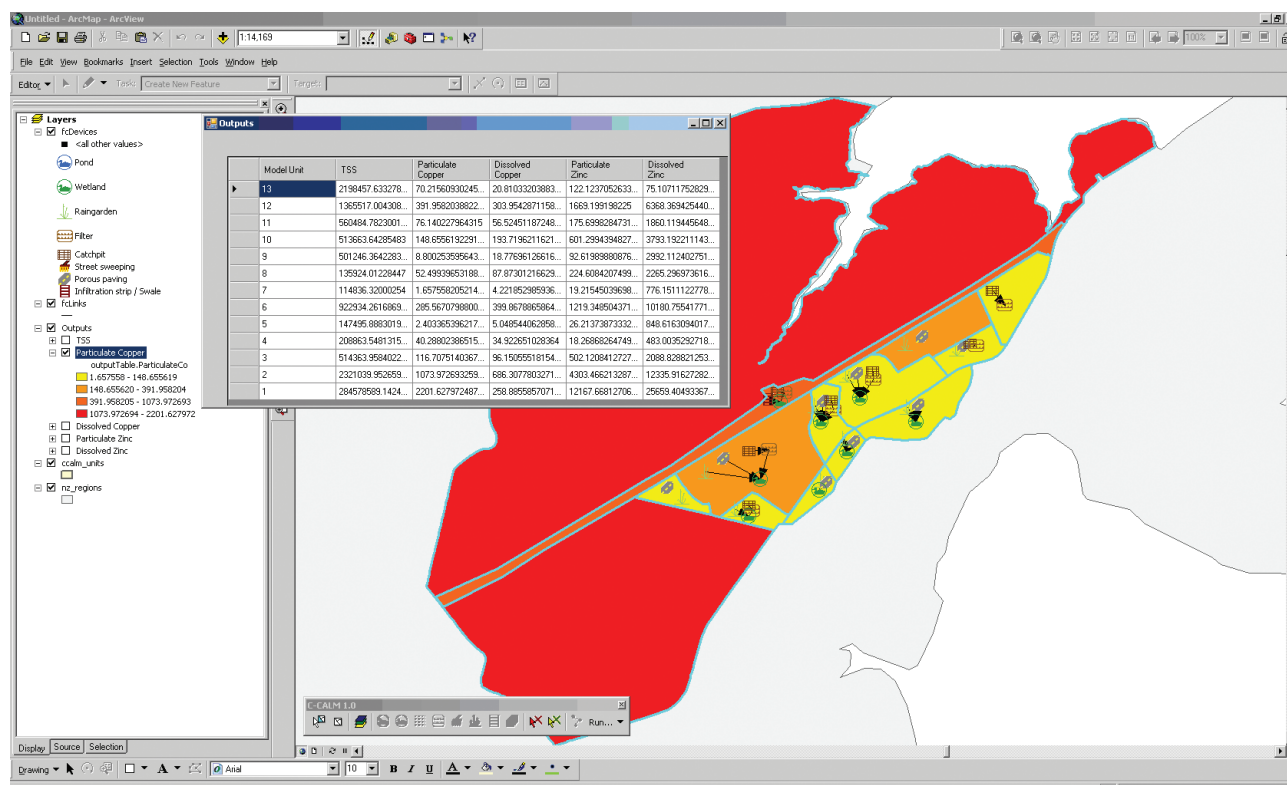 Untitled - ArcMap - ArcView
1:14,169
100%
File Edit View Bookmarks Insert Selection Tools Window Help
Editor Task: Create New Feature Target:
Layers
fcDevices
<all other values>
Pond
Wetland
Raingarden
Filter
Catchpit
Street sweeping
Porous paving
Infiltration strip / Swale
fcLinks
Outputs
TSS
Particulate Copper
outputTable.ParticulateCo
1.657558 - 148.655619
148.655620 - 391.958204
391.958205 - 1073.972693
1073.972694 - 2201.627972
Dissolved Copper
Particulate Zinc
Dissolved Zinc
ccalm_units
nz_regions
Outputs
Model Unit TSS Particulate Copper Dissolved Copper Particulate Zinc Dissolved Zinc
13 2198457.633278... 70.21560930245... 20.81033203883... 122.1237052633... 75.10711752829...
12 1365517.004308... 391.9582038822... 303.9542871158... 1669.199198225 6368.369425440...
11 560484.7823001... 76.140227964315 56.52451187248... 175.6998284731... 1860.119445648...
10 513663.64285483 148.6556192291... 193.7196211621... 601.2994394827... 3793.192211143...
9 501246.3642283... 8.800253595643... 18.77696126616... 92.61989880876... 2992.112402751...
8 135924.01228447 52.49939653188... 87.87301216629... 224.6084207499... 2265.296973616...
7 114836.32000254 1.657558205214... 4.221852985936... 19.21545039698... 776.1511122778...
6 922934.2616869... 285.5670798800... 399.8678865864... 1219.348504371... 10180.75541771...
5 147495.8883019... 2.403365396217... 5.048544062858... 26.21373873332... 848.6163094017...
4 208863.5481315... 40.28802386515... 34.922651028364 18.26868264749... 483.0035292718...
3 514363.9584022... 116.7075140367... 96.15055518154... 502.1208412727... 2088.828821253...
2 2321039.952659... 1073.972693259... 686.3077803271... 4303.466213287... 12335.91627282...
1 284578589.1424... 2201.627972487... 258.8855857071... 12167.66812706... 25659.40493367...
C-CALM 1.0
Run...
Display Source Selection
Drawing A Arial 10 B I U A